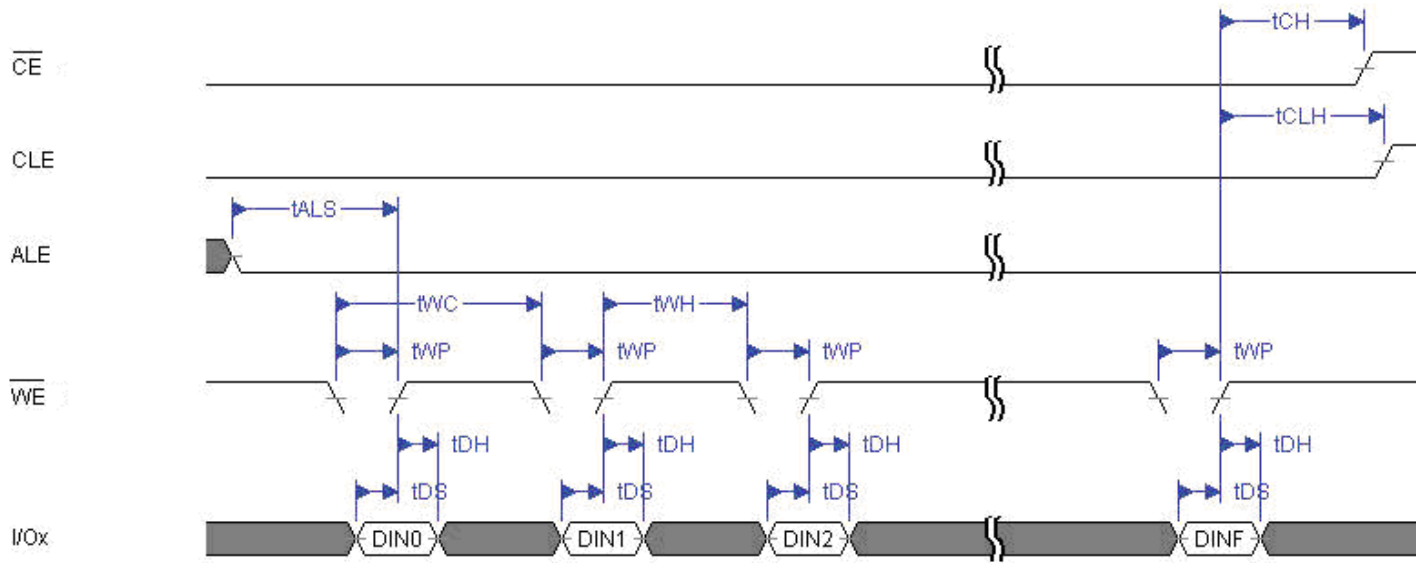 tCH
CE
tCLH
CLE
tALS
ALE
tWC
tWH
tWP
tWP
tWP
tWP
WE
tDH
tDH
tDH
tDH
tDS
tDS
tDS
tDS
I/Ox
DIN0
DIN1
DIN2
DINF